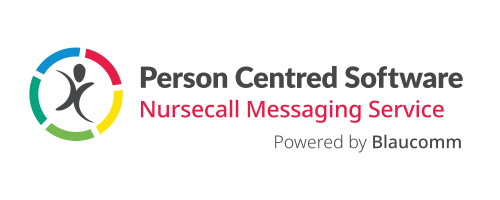 Person Centred Software
Nursecall Messaging Service
Powered by Blaucomm